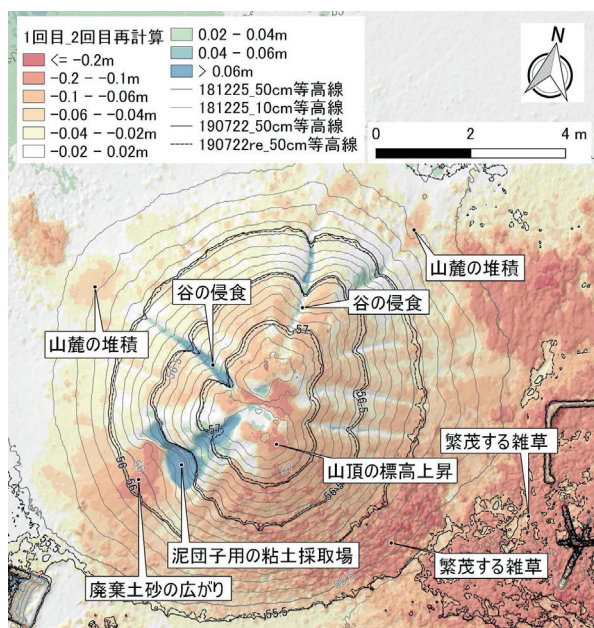 1回目_2回目再計算
<= -0.2m
-0.2 - -0.1m
-0.1 - -0.06m
-0.06 - -0.04m
-0.04 - -0.02m
-0.02 - 0.02m
0.02 - 0.04m
0.04 - 0.06m
> 0.06m
181225_50cm等高線
181225_10cm等高線
190722_50cm等高線
190722re_50cm等高線
N
0 2 4 m
山麓の堆積
谷の侵食
谷の侵食
山麓の堆積
57
56.5
56.5
57
56
56
繁茂する雑草
山頂の標高上昇
56.5
泥団子用の粘土採取場
繁茂する雑草
廃棄土砂の広がり
55.5
55.5